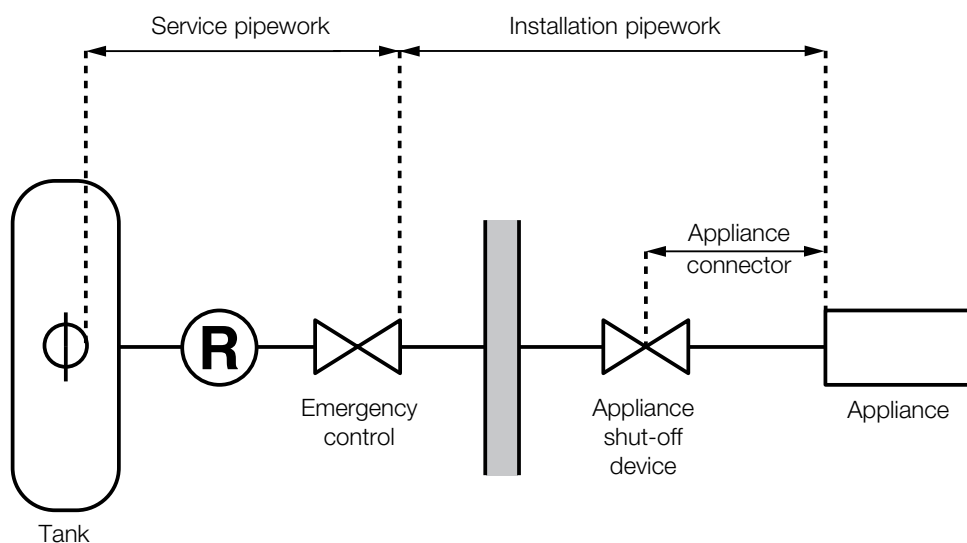 Service pipework
Installation pipework
Appliance
connector
R
Emergency
control
Appliance
shut-off
device
Appliance
Tank